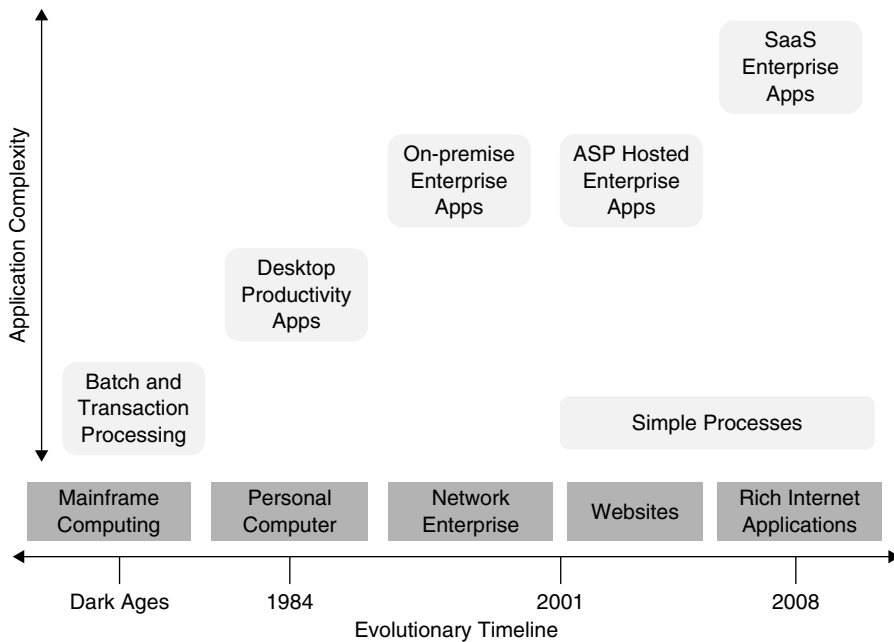 SaaS
Enterprise
Apps
On-premise
Enterprise
Apps
ASP Hosted
Enterprise
Apps
Application Complexity
Desktop
Productivity
Apps
Batch and
Transaction
Processing
Simple Processes
Mainframe
Computing
Personal
Computer
Network
Enterprise
Websites
Rich Internet
Applications
Dark Ages
1984
2001
2008
Evolutionary Timeline